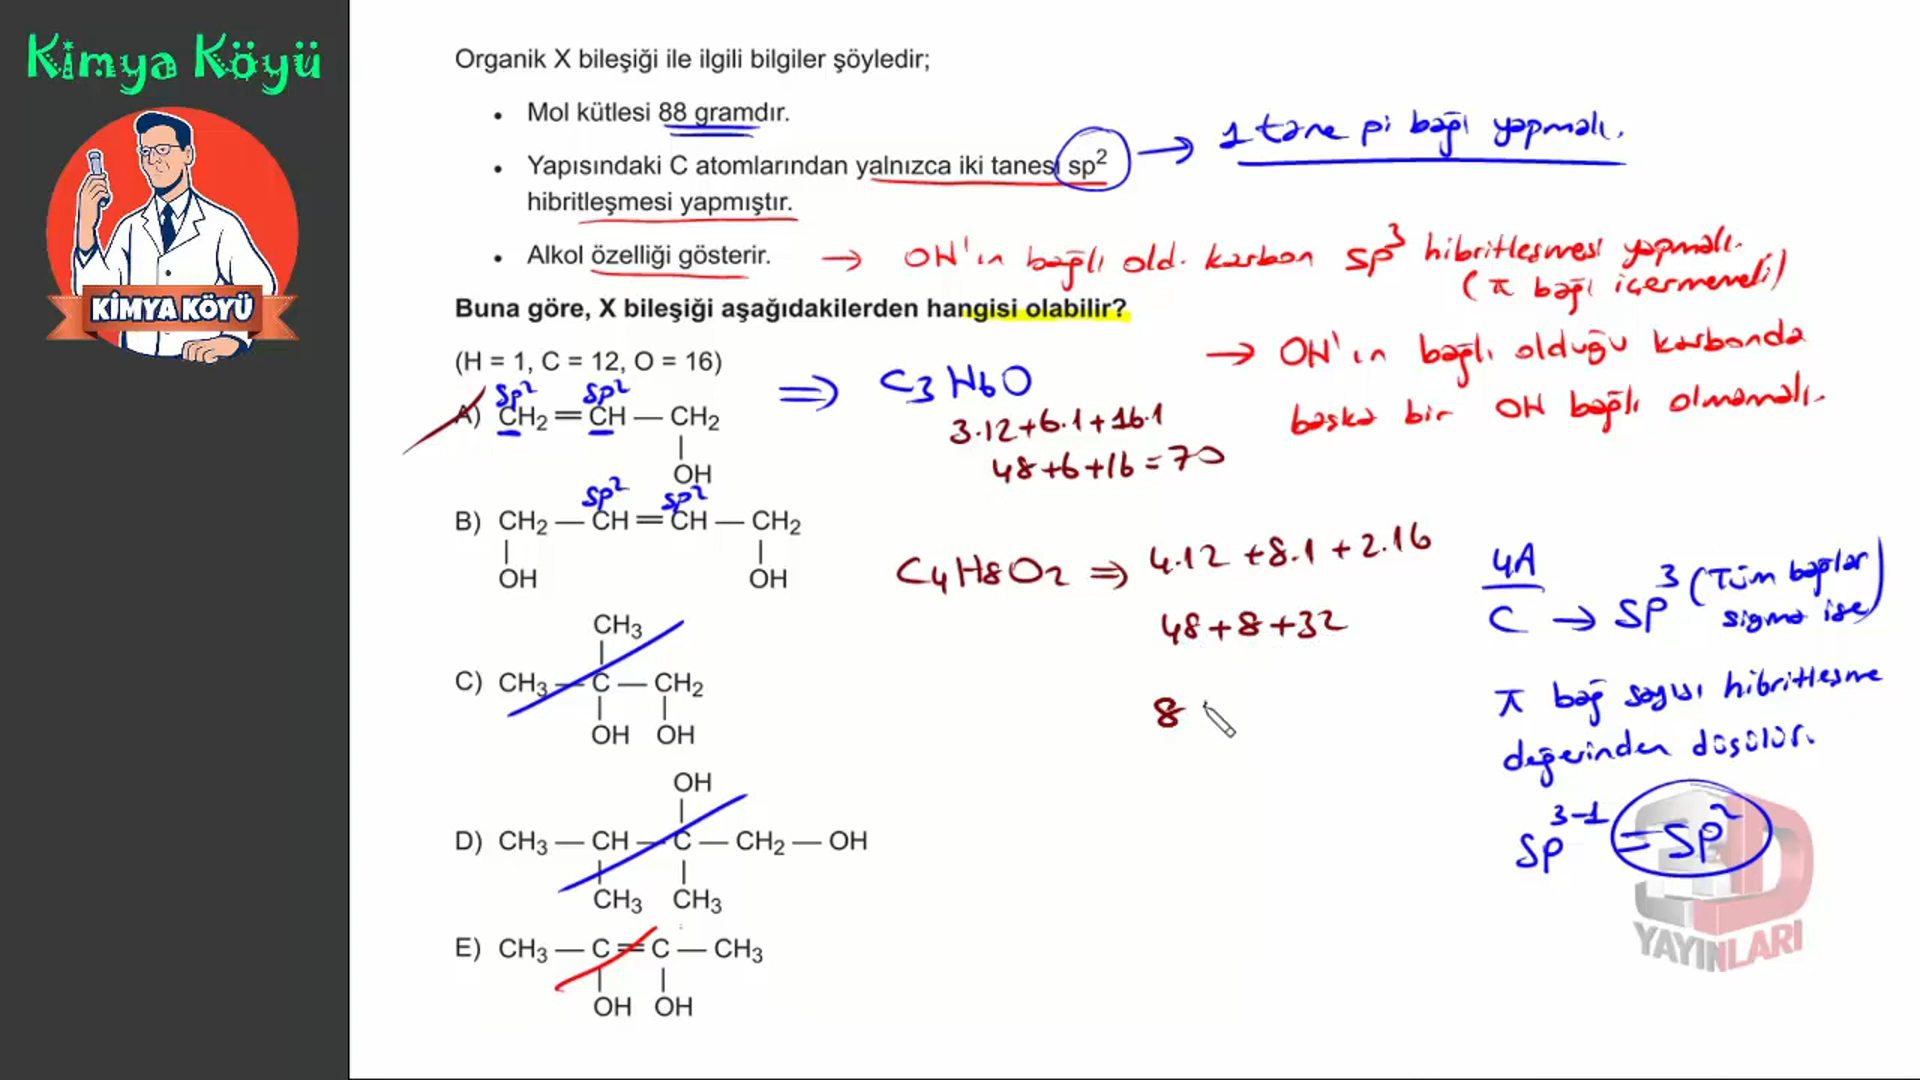 Kimya Köyü
KİMYA KÖYÜ
Organik X bileşiği ile ilgili bilgiler şöyledir;
• Mol kütlesi 88 gramdır.
• Yapısındaki C atomlarından yalnızca iki tanesi sp²
hibritleşmesi yapmıştır.
→ 1 tane pi bağı yapmalı.
• Alkol özelliği gösterir.
→ OH'ın bağlı old. karbon sp³ hibritleşmesi yapmalı.
(π bağı içermemeli)
→ OH'ın bağlı olduğu karbonda
başka bir OH bağlı olmamalı.
Buna göre, X bileşiği aşağıdakilerden hangisi olabilir?
(H = 1, C = 12, O = 16)
sp² sp²
A) CH₂ = CH — CH₂
|
OH
⇒ C₃H₆O
3.12+6.1+16.1
48+6+16=70
sp² sp²
B) CH₂ — CH = CH — CH₂
| |
OH OH
C₄H₈O₂ ⇒ 4.12+8.1+2.16
48+8+32
8
CH₃
|
C) CH₃ — C — CH₂
| |
OH OH
OH
|
D) CH₃ — CH — C — CH₂ — OH
| |
CH₃ CH₃
E) CH₃ — C = C — CH₃
| |
OH OH
4A
C → sp³ (Tüm bağlar
sigma ise)
π bağ sayısı hibritleşme
değerinden düşülür.
sp³⁻¹ = sp²
3D
YAYINLARI